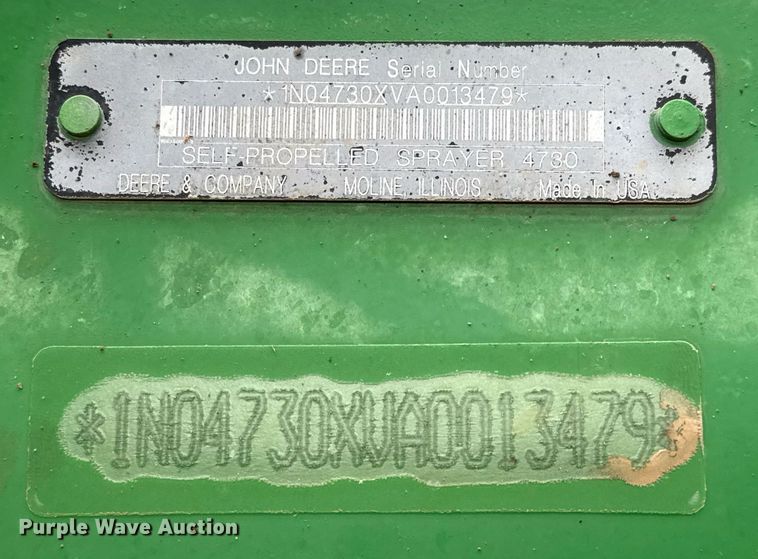 JOHN DEERE Serial Number
*1N04730XVA0013479*
SELF-PROPELLED SPRAYER 4730
DEERE & COMPANY MOLINE ILLINOIS Made In USA
*1N04730XVA0013479*
Purple Wave Auction